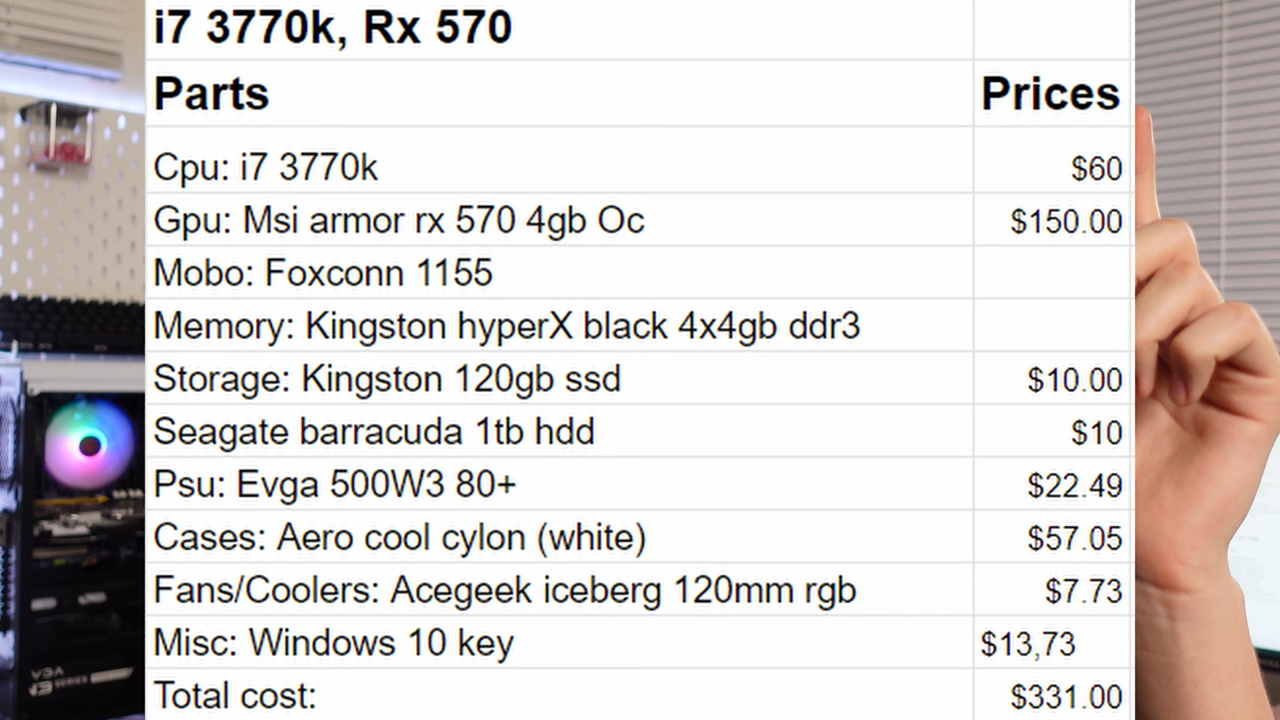 i7 3770k, Rx 570
Parts Prices
Cpu: i7 3770k $60
Gpu: Msi armor rx 570 4gb Oc $150.00
Mobo: Foxconn 1155
Memory: Kingston hyperX black 4x4gb ddr3
Storage: Kingston 120gb ssd $10.00
Seagate barracuda 1tb hdd $10
Psu: Evga 500W3 80+ $22.49
Cases: Aero cool cylon (white) $57.05
Fans/Coolers: Acegeek iceberg 120mm rgb $7.73
Misc: Windows 10 key $13,73
Total cost: $331.00